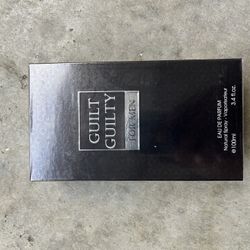 GUILT
GUILTY
FOR MEN
EAU DE PARFUM
Natural Spray / Vaporisateur
℮100ml 3.4 fl.oz.